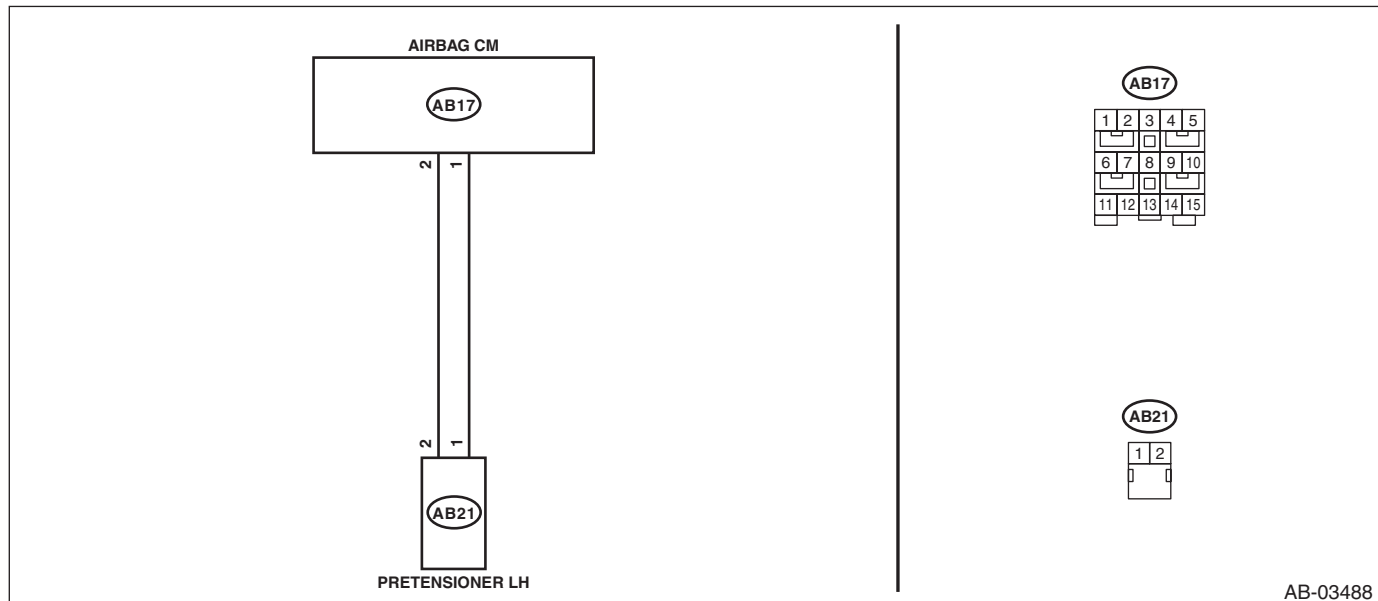 AIRBAG CM
AB17
2 1
2 1
AB21
PRETENSIONER LH
AB17
1 2 3 4 5
6 7 8 9 10
11 12 13 14 15
AB21
1 2
AB-03488